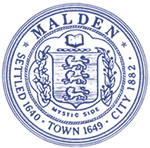 MALDEN
SETTLED 1640 · TOWN 1649 · CITY 1882 ·
MYSTIC SIDE